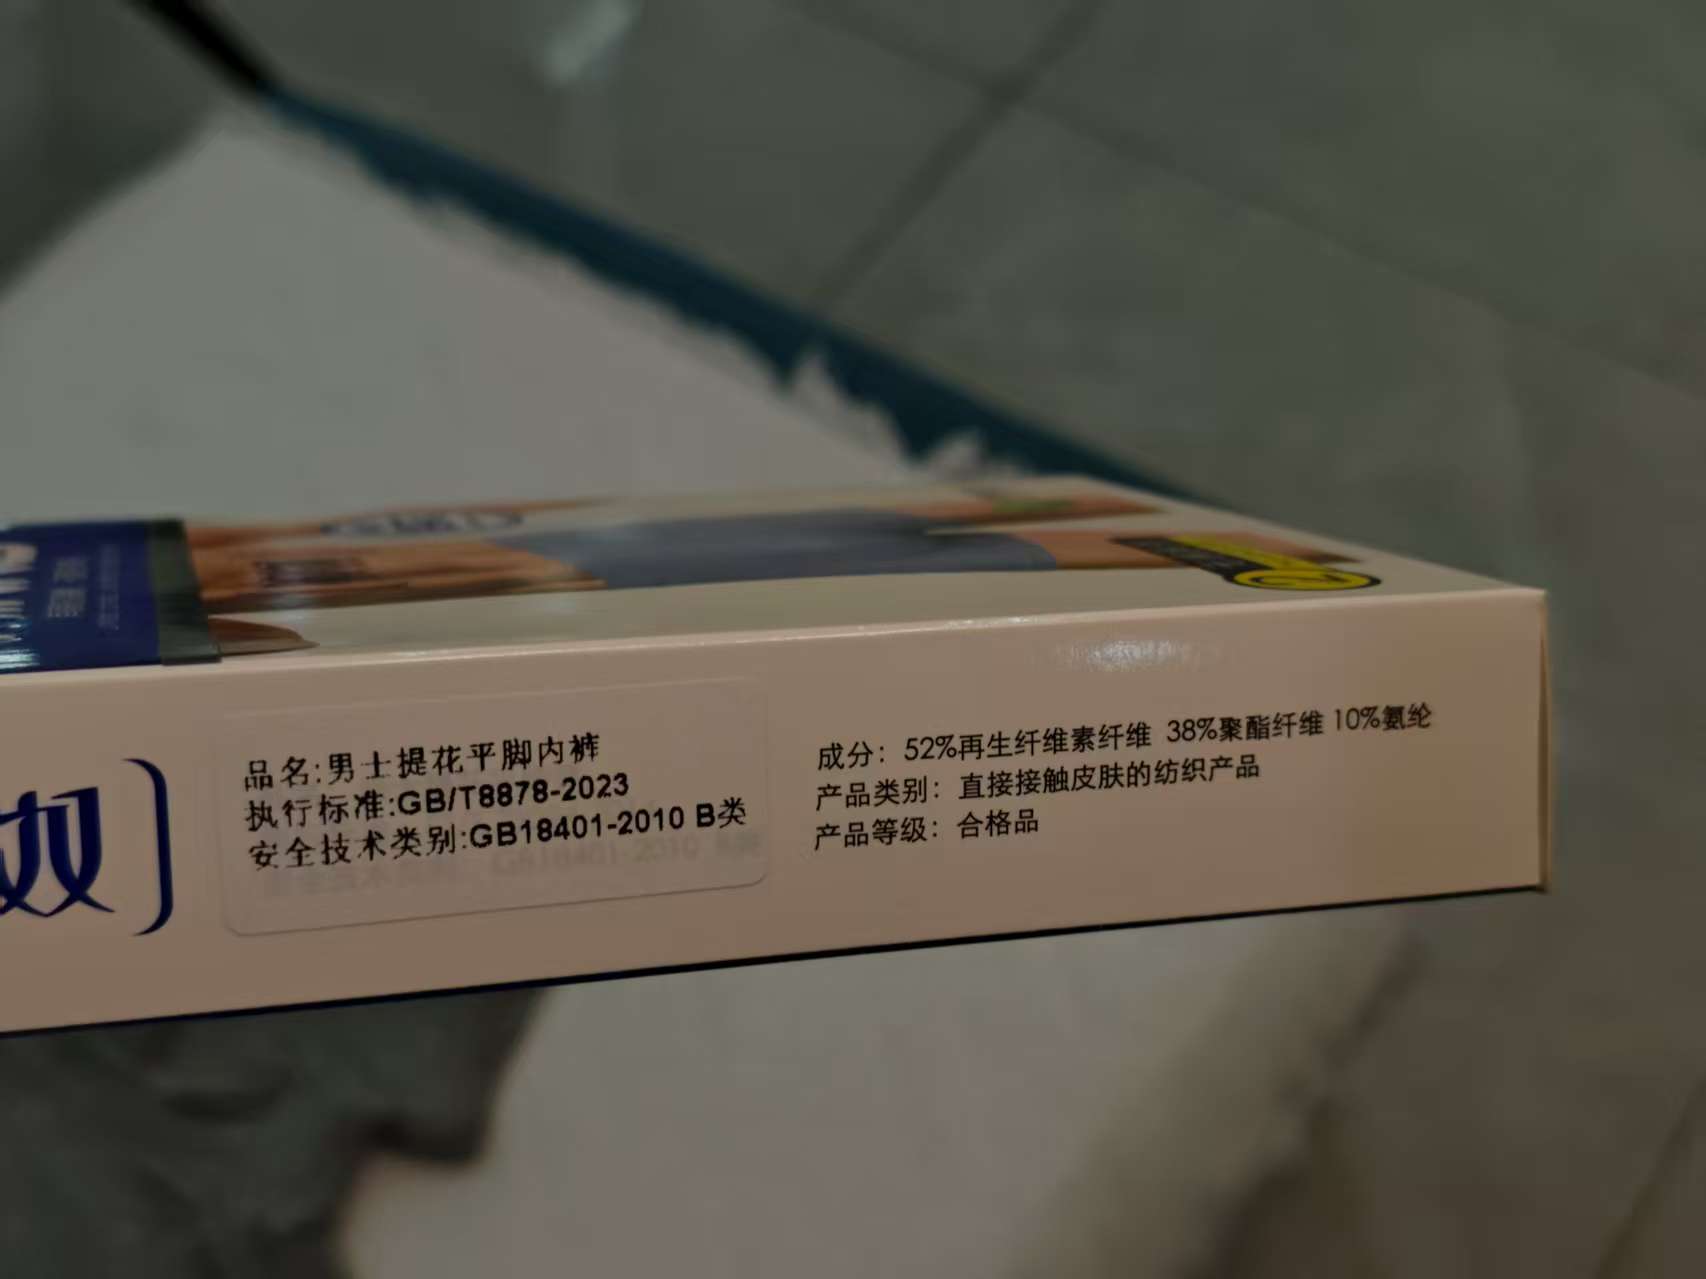 品名:男士提花平脚内裤
执行标准:GB/T8878-2023
安全技术类别:GB18401-2010 B类
成分：52%再生纤维素纤维 38%聚酯纤维 10%氨纶
产品类别：直接接触皮肤的纺织产品
产品等级：合格品